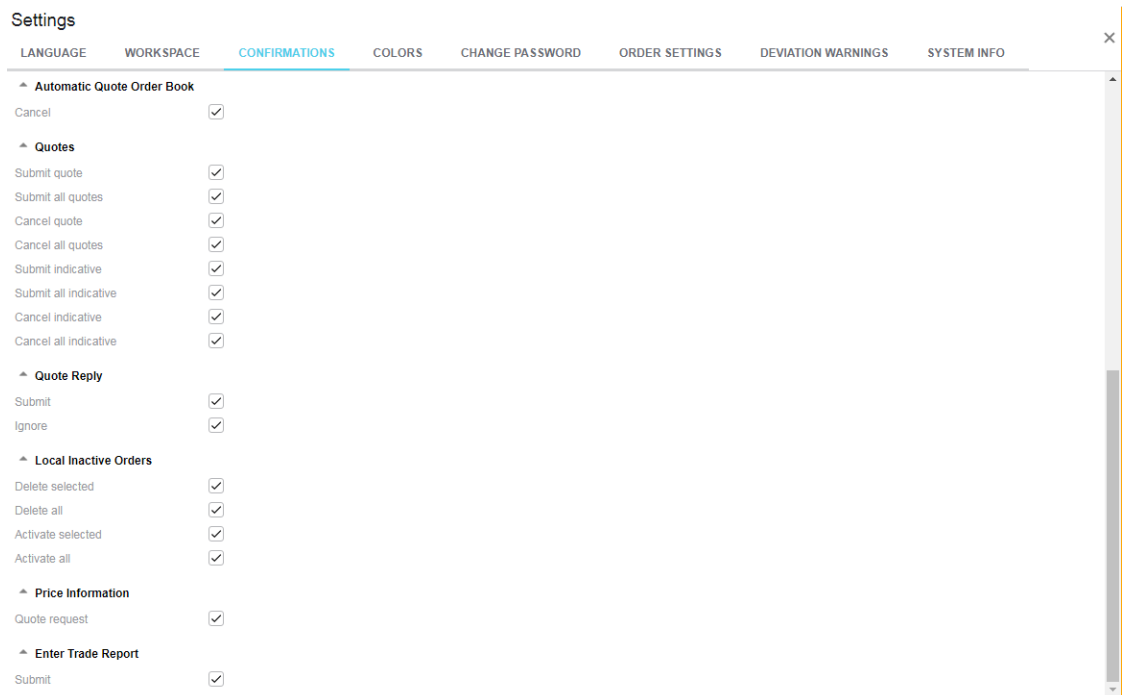 Settings
LANGUAGE WORKSPACE CONFIRMATIONS COLORS CHANGE PASSWORD ORDER SETTINGS DEVIATION WARNINGS SYSTEM INFO
Automatic Quote Order Book
Cancel
Quotes
Submit quote
Submit all quotes
Cancel quote
Cancel all quotes
Submit indicative
Submit all indicative
Cancel indicative
Cancel all indicative
Quote Reply
Submit
Ignore
Local Inactive Orders
Delete selected
Delete all
Activate selected
Activate all
Price Information
Quote request
Enter Trade Report
Submit